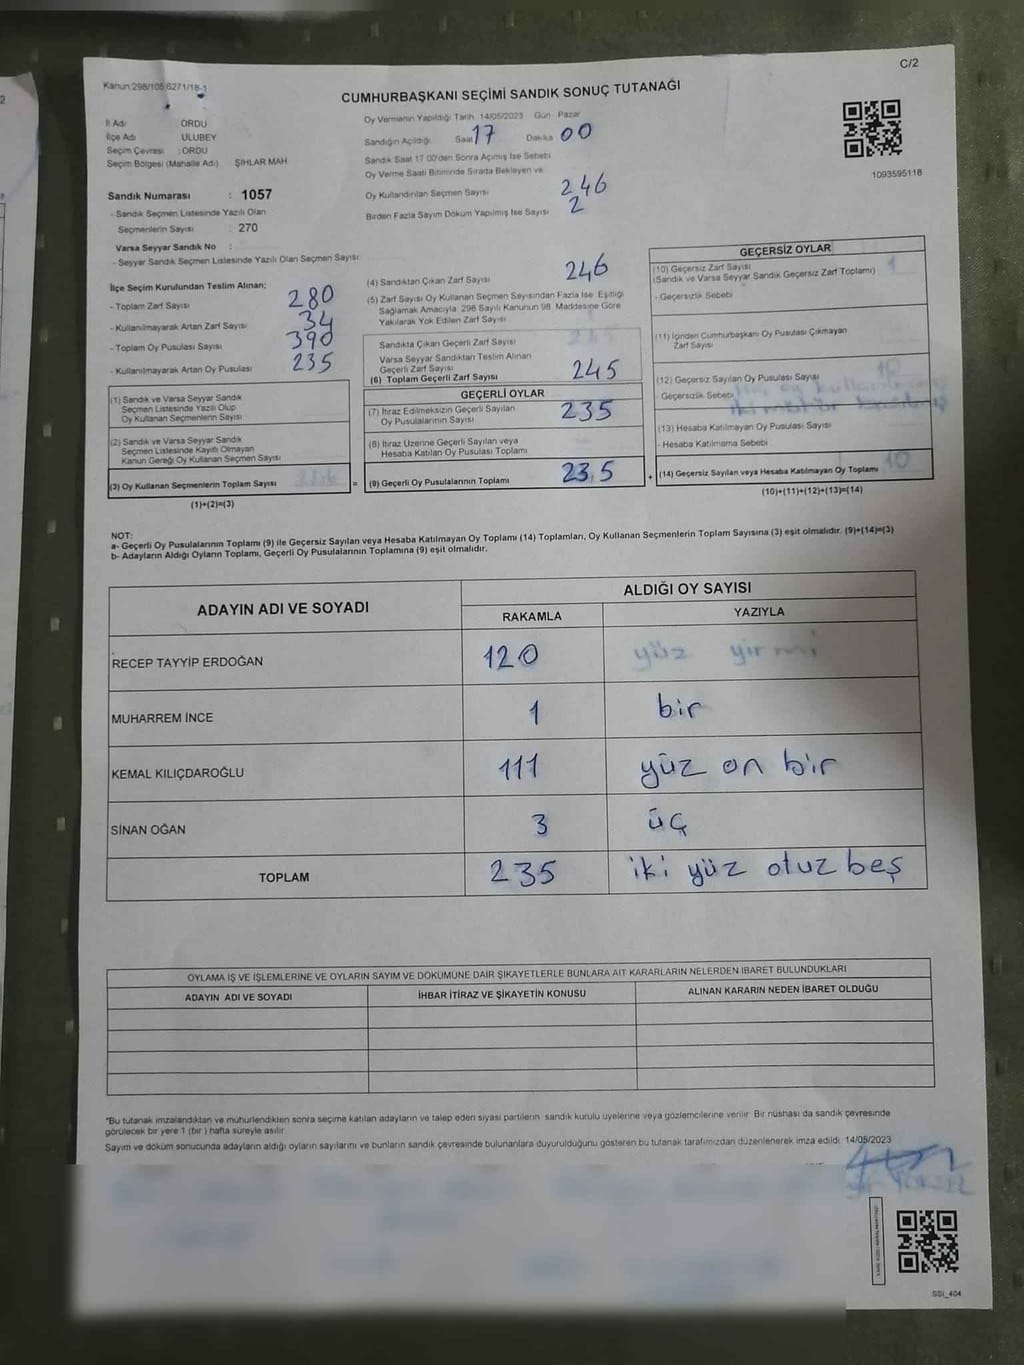 C/2
Kanun:298/105 6271/18-1
CUMHURBAŞKANI SEÇİMİ SANDIK SONUÇ TUTANAĞI
İl Adı ORDU
İlçe Adı ULUBEY
Seçim Çevresi : ORDU
Seçim Bölgesi (Mahalle Adı) ŞIHLAR MAH
Sandık Numarası : 1057
- Sandık Seçmen Listesinde Yazılı Olan
Seçmenlerin Sayısı : 270
Varsa Seyyar Sandık No :
- Seyyar Sandık Seçmen Listesinde Yazılı Olan Seçmen Sayısı:
İlçe Seçim Kurulundan Teslim Alınan;
- Toplam Zarf Sayısı 280
- Kullanılmayarak Artan Zarf Sayısı 34
- Toplam Oy Pusulası Sayısı 390
- Kullanılmayarak Artan Oy Pusulası 235
(1) Sandık ve Varsa Seyyar Sandık
Seçmen Listesinde Yazılı Olup
Oy Kullanan Seçmenlerin Sayısı
(2) Sandık ve Varsa Seyyar Sandık
Seçmen Listesinde Kayıtlı Olmayan
Kanun Gereği Oy Kullanan Seçmen Sayısı
(3) Oy Kullanan Seçmenlerin Toplam Sayısı
(1)+(2)=(3)
Oy Vermenin Yapıldığı Tarih 14/05/2023 Gün Pazar
Sandığın Açıldığı Saat 17 Dakika 00
Sandık Saat 17 00'den Sonra Açılmış İse Sebebi
Oy Verme Saati Bitiminde Sırada Bekleyen ve
Oy Kullandırılan Seçmen Sayısı 246
Birden Fazla Sayım Döküm Yapılmış İse Sayısı 2
(4) Sandıktan Çıkan Zarf Sayısı 246
(5) Zarf Sayısı Oy Kullanan Seçmen Sayısından Fazla İse Eşitliği
Sağlamak Amacıyla 298 Sayılı Kanunun 98. Maddesine Göre
Yakılarak Yok Edilen Zarf Sayısı
Sandıkta Çıkan Geçerli Zarf Sayısı 245
Varsa Seyyar Sandıktan Teslim Alınan
Geçerli Zarf Sayısı
(6) Toplam Geçerli Zarf Sayısı 245
GEÇERLİ OYLAR
(7) İtiraz Edilmeksizin Geçerli Sayılan
Oy Pusulalarının Sayısı 235
(8) İtiraz Üzerine Geçerli Sayılan veya
Hesaba Katılan Oy Pusulası Toplamı
(9) Geçerli Oy Pusulalarının Toplamı 235
1093595118
GEÇERSİZ OYLAR
(10) Geçersiz Zarf Sayısı
(Sandık ve Varsa Seyyar Sandık Geçersiz Zarf Toplamı) 1
- Geçersizlik Sebebi
(11) İçinden Cumhurbaşkanı Oy Pusulası Çıkmayan
Zarf Sayısı
(12) Geçersiz Sayılan Oy Pusulası Sayısı 10
- Geçersizlik Sebebi
(13) Hesaba Katılmayan Oy Pusulası Sayısı
- Hesaba Katılmama Sebebi
(14) Geçersiz Sayılan veya Hesaba Katılmayan Oy Toplamı 10
(10)+(11)+(12)+(13)=(14)
NOT:
a- Geçerli Oy Pusulalarının Toplamı (9) ile Geçersiz Sayılan veya Hesaba Katılmayan Oy Toplamı (14) Toplamları, Oy Kullanan Seçmenlerin Toplam Sayısına (3) eşit olmalıdır. (9)+(14)=(3)
b- Adayların Aldığı Oyların Toplamı, Geçerli Oy Pusulalarının Toplamına (9) eşit olmalıdır.
ADAYIN ADI VE SOYADI
ALDIĞI OY SAYISI
RAKAMLA YAZIYLA
RECEP TAYYİP ERDOĞAN 120 yüz yirmi
MUHARREM İNCE 1 bir
KEMAL KILIÇDAROĞLU 111 yüz on bir
SİNAN OĞAN 3 üç
TOPLAM 235 iki yüz otuz beş
OYLAMA İŞ VE İŞLEMLERİNE VE OYLARIN SAYIM VE DÖKÜMÜNE DAİR ŞİKAYETLERLE BUNLARA AİT KARARLARIN NELERDEN İBARET BULUNDUKLARI
ADAYIN ADI VE SOYADI İHBAR İTİRAZ VE ŞİKAYETİN KONUSU ALINAN KARARIN NEDEN İBARET OLDUĞU
*Bu tutanak imzalandıktan ve mühürlendikten sonra seçime katılan adayların ve talep eden siyasi partilerin sandık kurulu üyelerine veya gözlemcilerine verilir Bir nüshası da sandık çevresinde
görülecek bir yere 1 (bir) hafta süreyle asılır.
Sayım ve döküm sonucunda adayların aldığı oyların sayılarını ve bunların sandık çevresinde bulunanlara duyurulduğunu gösteren bu tutanak tarafımızdan düzenlenerek imza edildi 14/05/2023
SSI_404